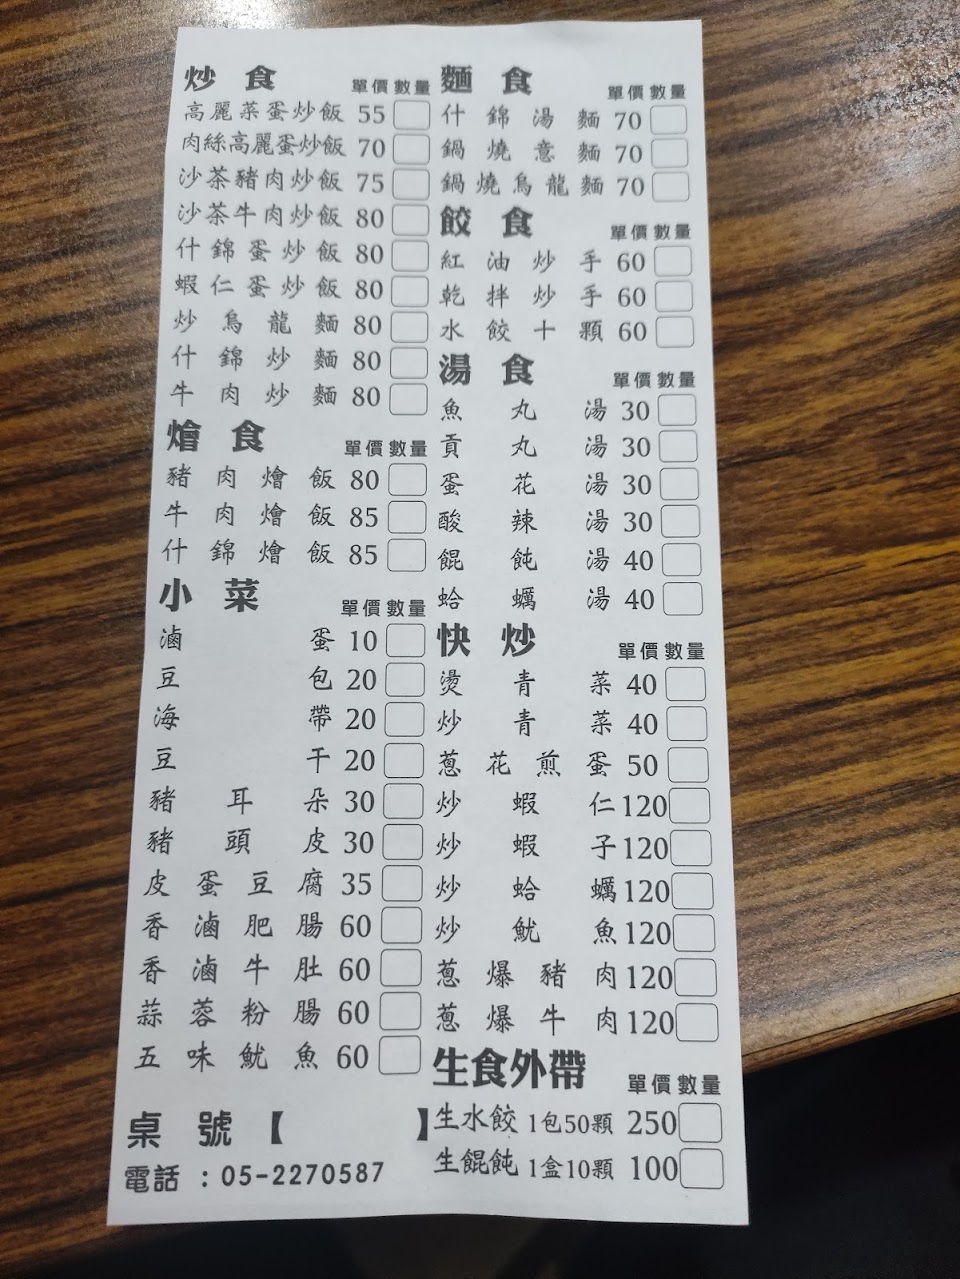 炒食 單價 數量
高麗菜蛋炒飯 55
肉絲高麗蛋炒飯 70
沙茶豬肉炒飯 75
沙茶牛肉炒飯 80
什錦蛋炒飯 80
蝦仁蛋炒飯 80
炒烏龍麵 80
什錦炒麵 80
牛肉炒麵 80
燴食 單價 數量
豬肉燴飯 80
牛肉燴飯 85
什錦燴飯 85
小菜 單價 數量
滷蛋 10
豆包 20
海帶 20
豆干 20
豬耳朵 30
豬頭皮 30
皮蛋豆腐 35
香滷肥腸 60
香滷牛肚 60
蒜蓉粉腸 60
五味魷魚 60
桌號【 】
電話：05-2270587
麵食 單價 數量
什錦湯麵 70
鍋燒意麵 70
鍋燒烏龍麵 70
餃食 單價 數量
紅油炒手 60
乾拌炒手 60
水餃十顆 60
湯食 單價 數量
魚丸湯 30
貢丸湯 30
蛋花湯 30
酸辣湯 30
餛飩湯 40
蛤蠣湯 40
快炒 單價 數量
燙青菜 40
炒青菜 40
蔥花煎蛋 50
炒蝦仁 120
炒蝦子 120
炒蛤蠣 120
炒魷魚 120
蔥爆豬肉 120
蔥爆牛肉 120
生食外帶 單價 數量
生水餃 1包50顆 250
生餛飩 1盒10顆 100